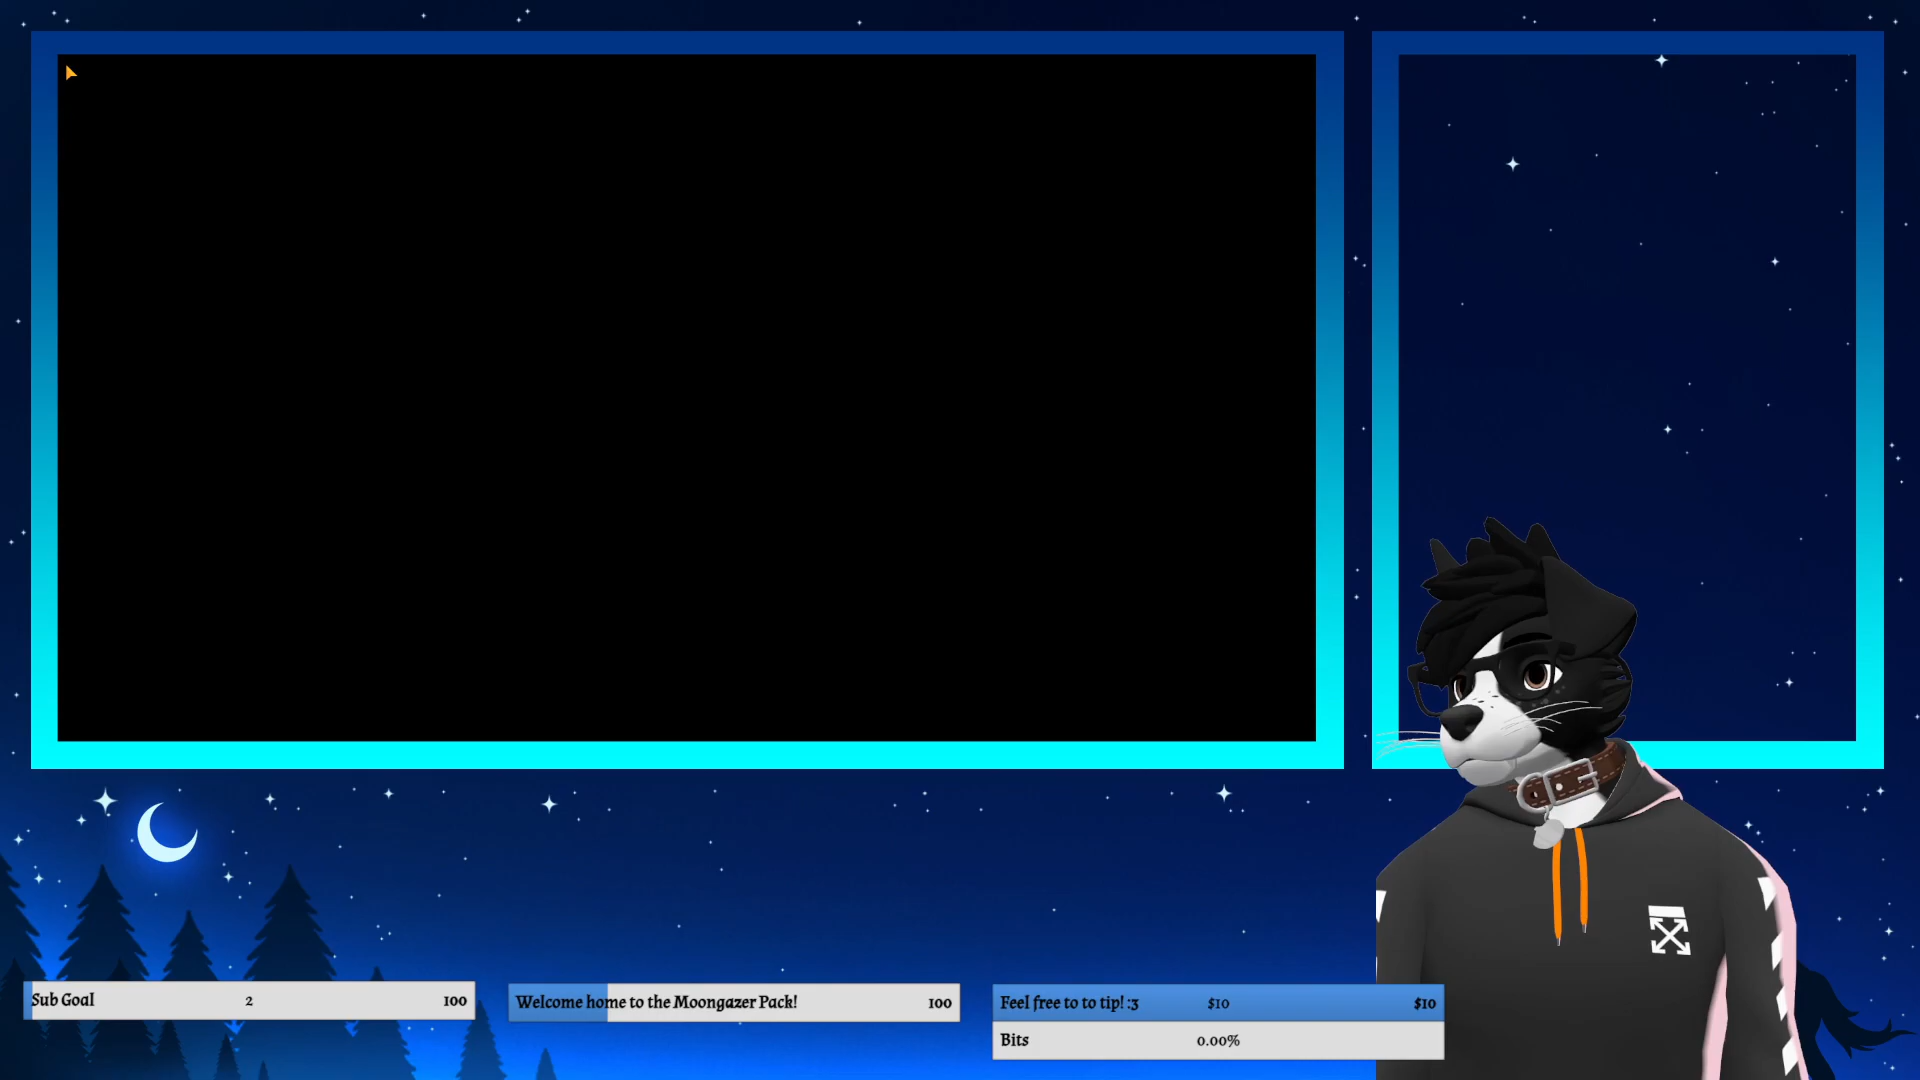 Sub Goal 2 100
Welcome home to the Moongazer Pack! 100
Feel free to to tip! :3 $10 $10
Bits 0.00%